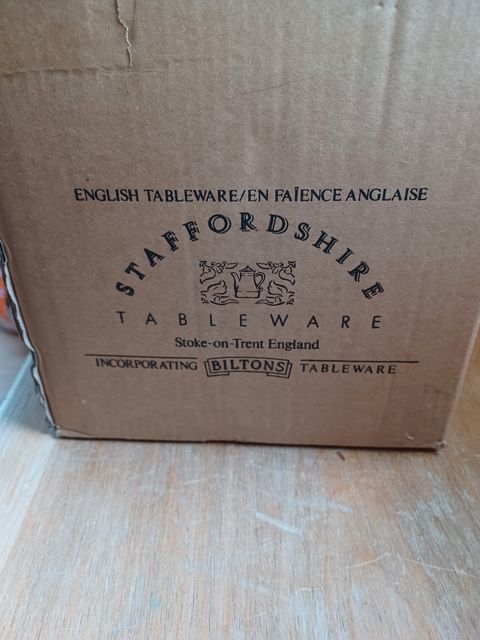 ENGLISH TABLEWARE/EN FAÏENCE ANGLAISE
STAFFORDSHIRE
TABLEWARE
Stoke-on-Trent England
INCORPORATING BILTONS TABLEWARE